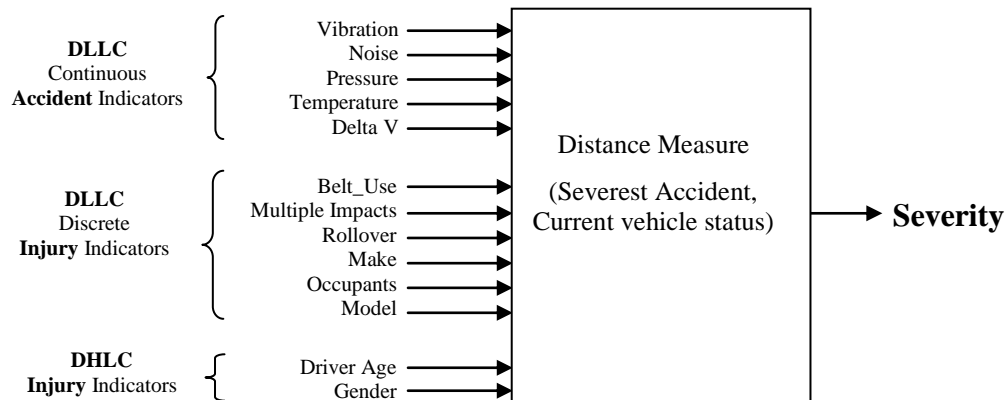 DLLC
Continuous
Accident Indicators
Vibration
Noise
Pressure
Temperature
Delta V
DLLC
Discrete
Injury Indicators
Belt_Use
Multiple Impacts
Rollover
Make
Occupants
Model
DHLC
Injury Indicators
Driver Age
Gender
Distance Measure
(Severest Accident,
Current vehicle status)
Severity